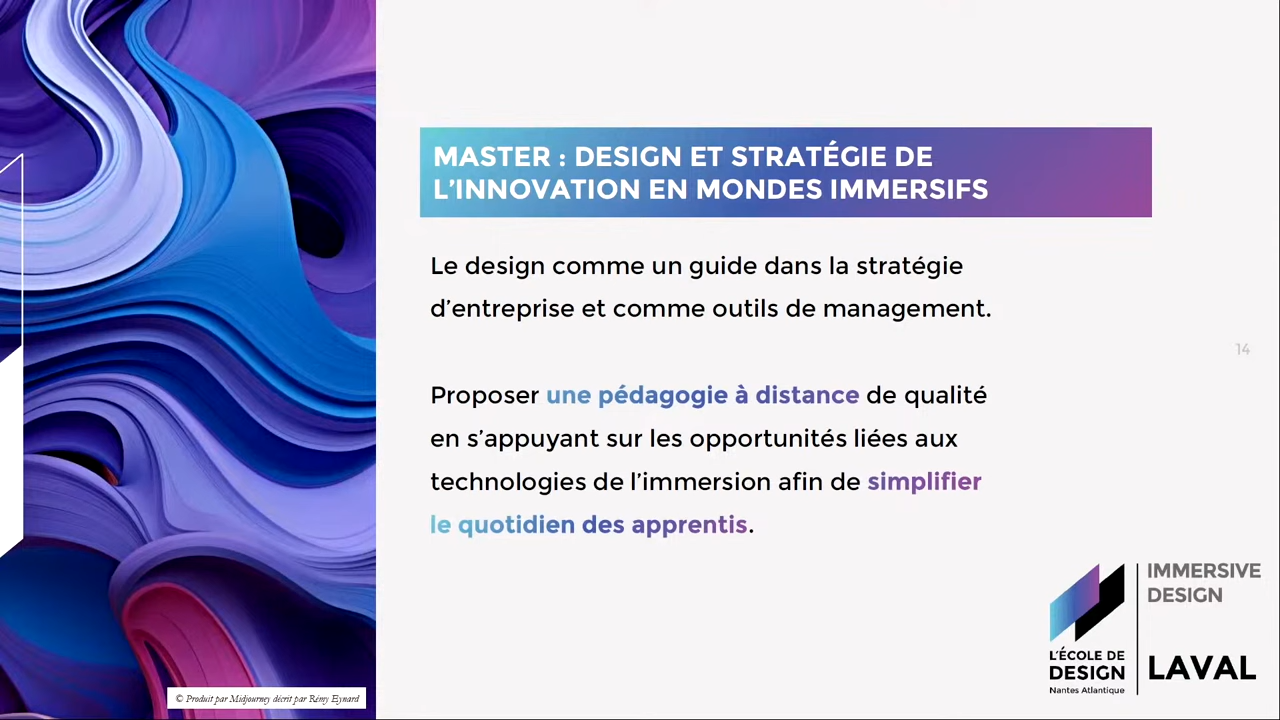 MASTER : DESIGN ET STRATÉGIE DE
L’INNOVATION EN MONDES IMMERSIFS
Le design comme un guide dans la stratégie
d’entreprise et comme outils de management.
14
Proposer une pédagogie à distance de qualité
en s’appuyant sur les opportunités liées aux
technologies de l’immersion afin de simplifier
le quotidien des apprentis.
IMMERSIVE
DESIGN
L’ÉCOLE DE
DESIGN
Nantes Atlantique
LAVAL
© Produit par Midjourney décrit par Rémy Eynard